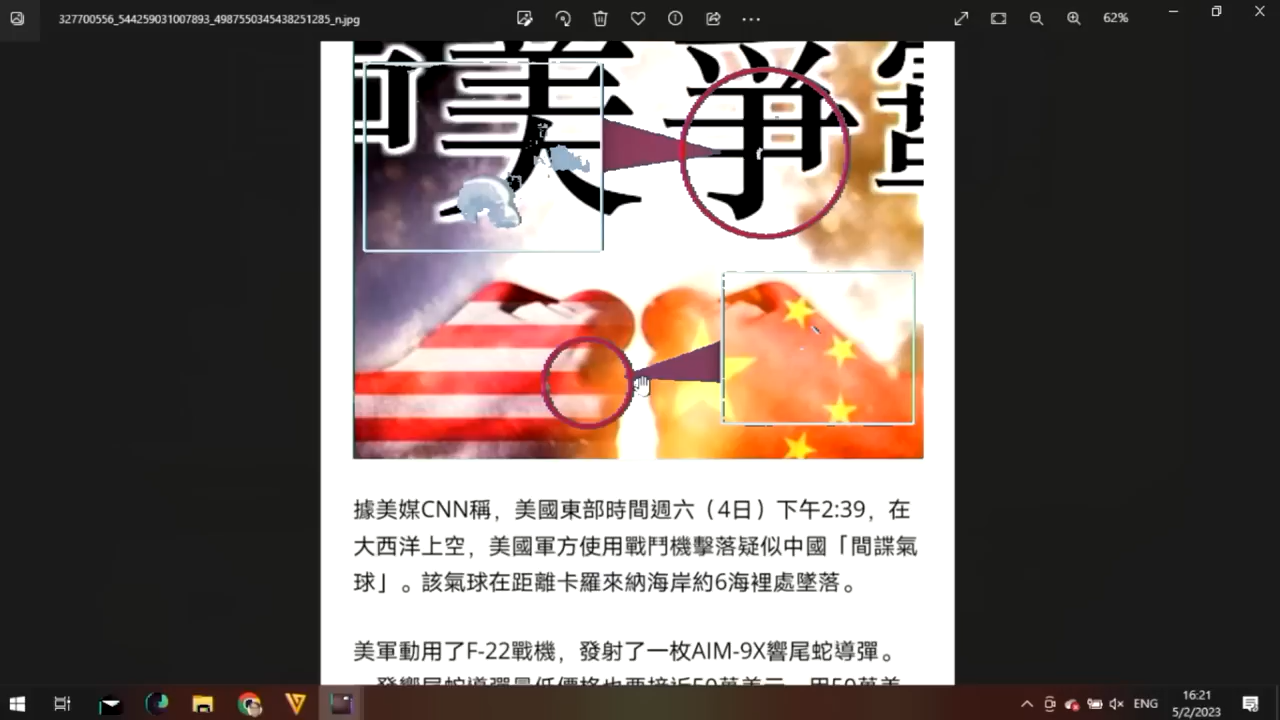 327700556_544259031007893_4987550345438251285_n.jpg
62%
美爭
據美媒CNN稱，美國東部時間週六（4日）下午2:39，在
大西洋上空，美國軍方使用戰鬥機擊落疑似中國「間諜氣
球」。該氣球在距離卡羅來納海岸約6海裡處墜落。
美軍動用了F-22戰機，發射了一枚AIM-9X響尾蛇導彈。
ENG
16:21
5/2/2023